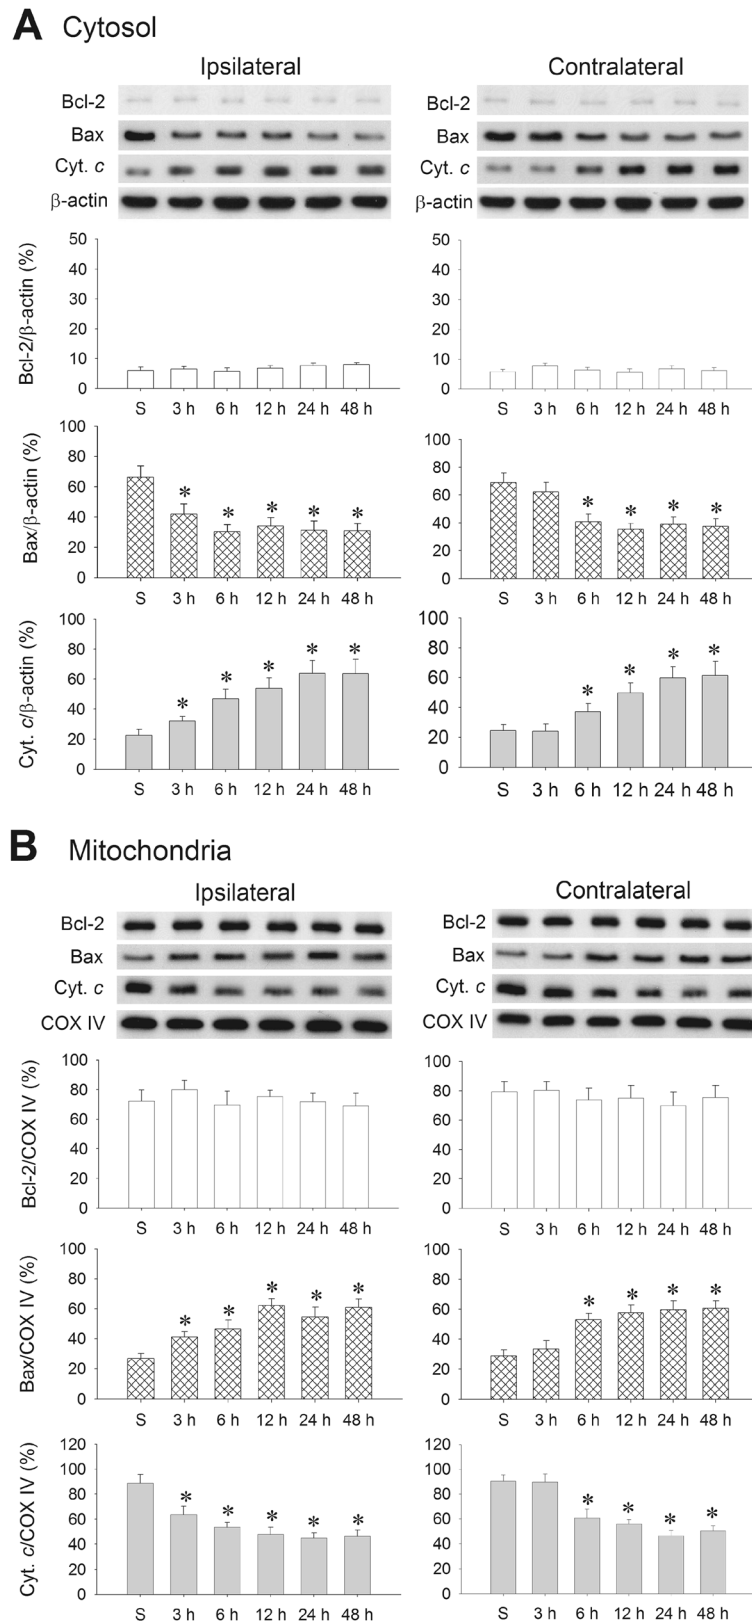 A Cytosol
Ipsilateral
Bcl-2
Bax
Cyt. c
β-actin
Contralateral
Bcl-2
Bax
Cyt. c
β-actin
Bcl-2/β-actin (%)
50
40
30
20
10
0
S 3 h 6 h 12 h 24 h 48 h
50
40
30
20
10
0
S 3 h 6 h 12 h 24 h 48 h
Bax/β-actin (%)
100
80
60
40
20
0
* * * * *
S 3 h 6 h 12 h 24 h 48 h
100
80
60
40
20
0
* * * *
S 3 h 6 h 12 h 24 h 48 h
Cyt. c/β-actin (%)
100
80
60
40
20
0
* * * * *
S 3 h 6 h 12 h 24 h 48 h
100
80
60
40
20
0
* * * *
S 3 h 6 h 12 h 24 h 48 h
B Mitochondria
Ipsilateral
Bcl-2
Bax
Cyt. c
COX IV
Contralateral
Bcl-2
Bax
Cyt. c
COX IV
Bcl-2/COX IV (%)
100
80
60
40
20
0
S 3 h 6 h 12 h 24 h 48 h
100
80
60
40
20
0
S 3 h 6 h 12 h 24 h 48 h
Bax/COX IV (%)
100
80
60
40
20
0
* * * * *
S 3 h 6 h 12 h 24 h 48 h
100
80
60
40
20
0
* * * *
S 3 h 6 h 12 h 24 h 48 h
Cyt. c/COX IV (%)
120
100
80
60
40
20
0
* * * * *
S 3 h 6 h 12 h 24 h 48 h
120
100
80
60
40
20
0
* * * *
S 3 h 6 h 12 h 24 h 48 h